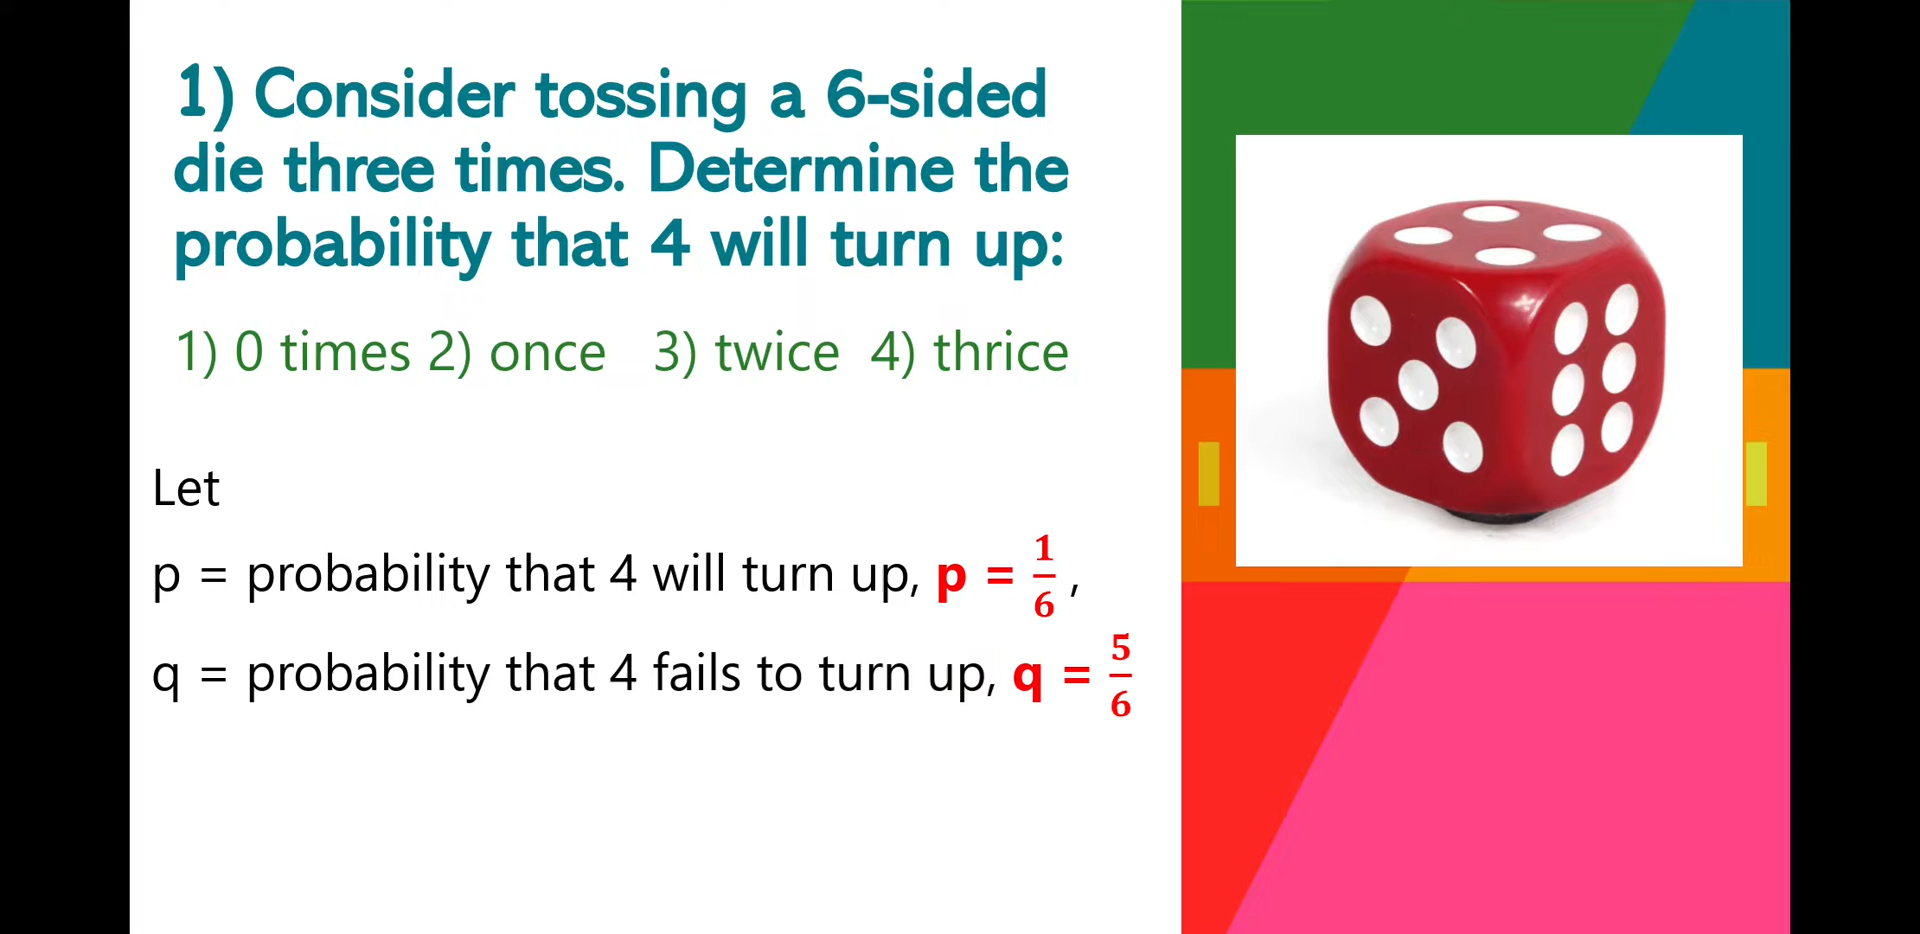 1) Consider tossing a 6-sided
die three times. Determine the
probability that 4 will turn up:
1) 0 times 2) once 3) twice 4) thrice
Let
p = probability that 4 will turn up, p = 1/6 ,
q = probability that 4 fails to turn up, q = 5/6